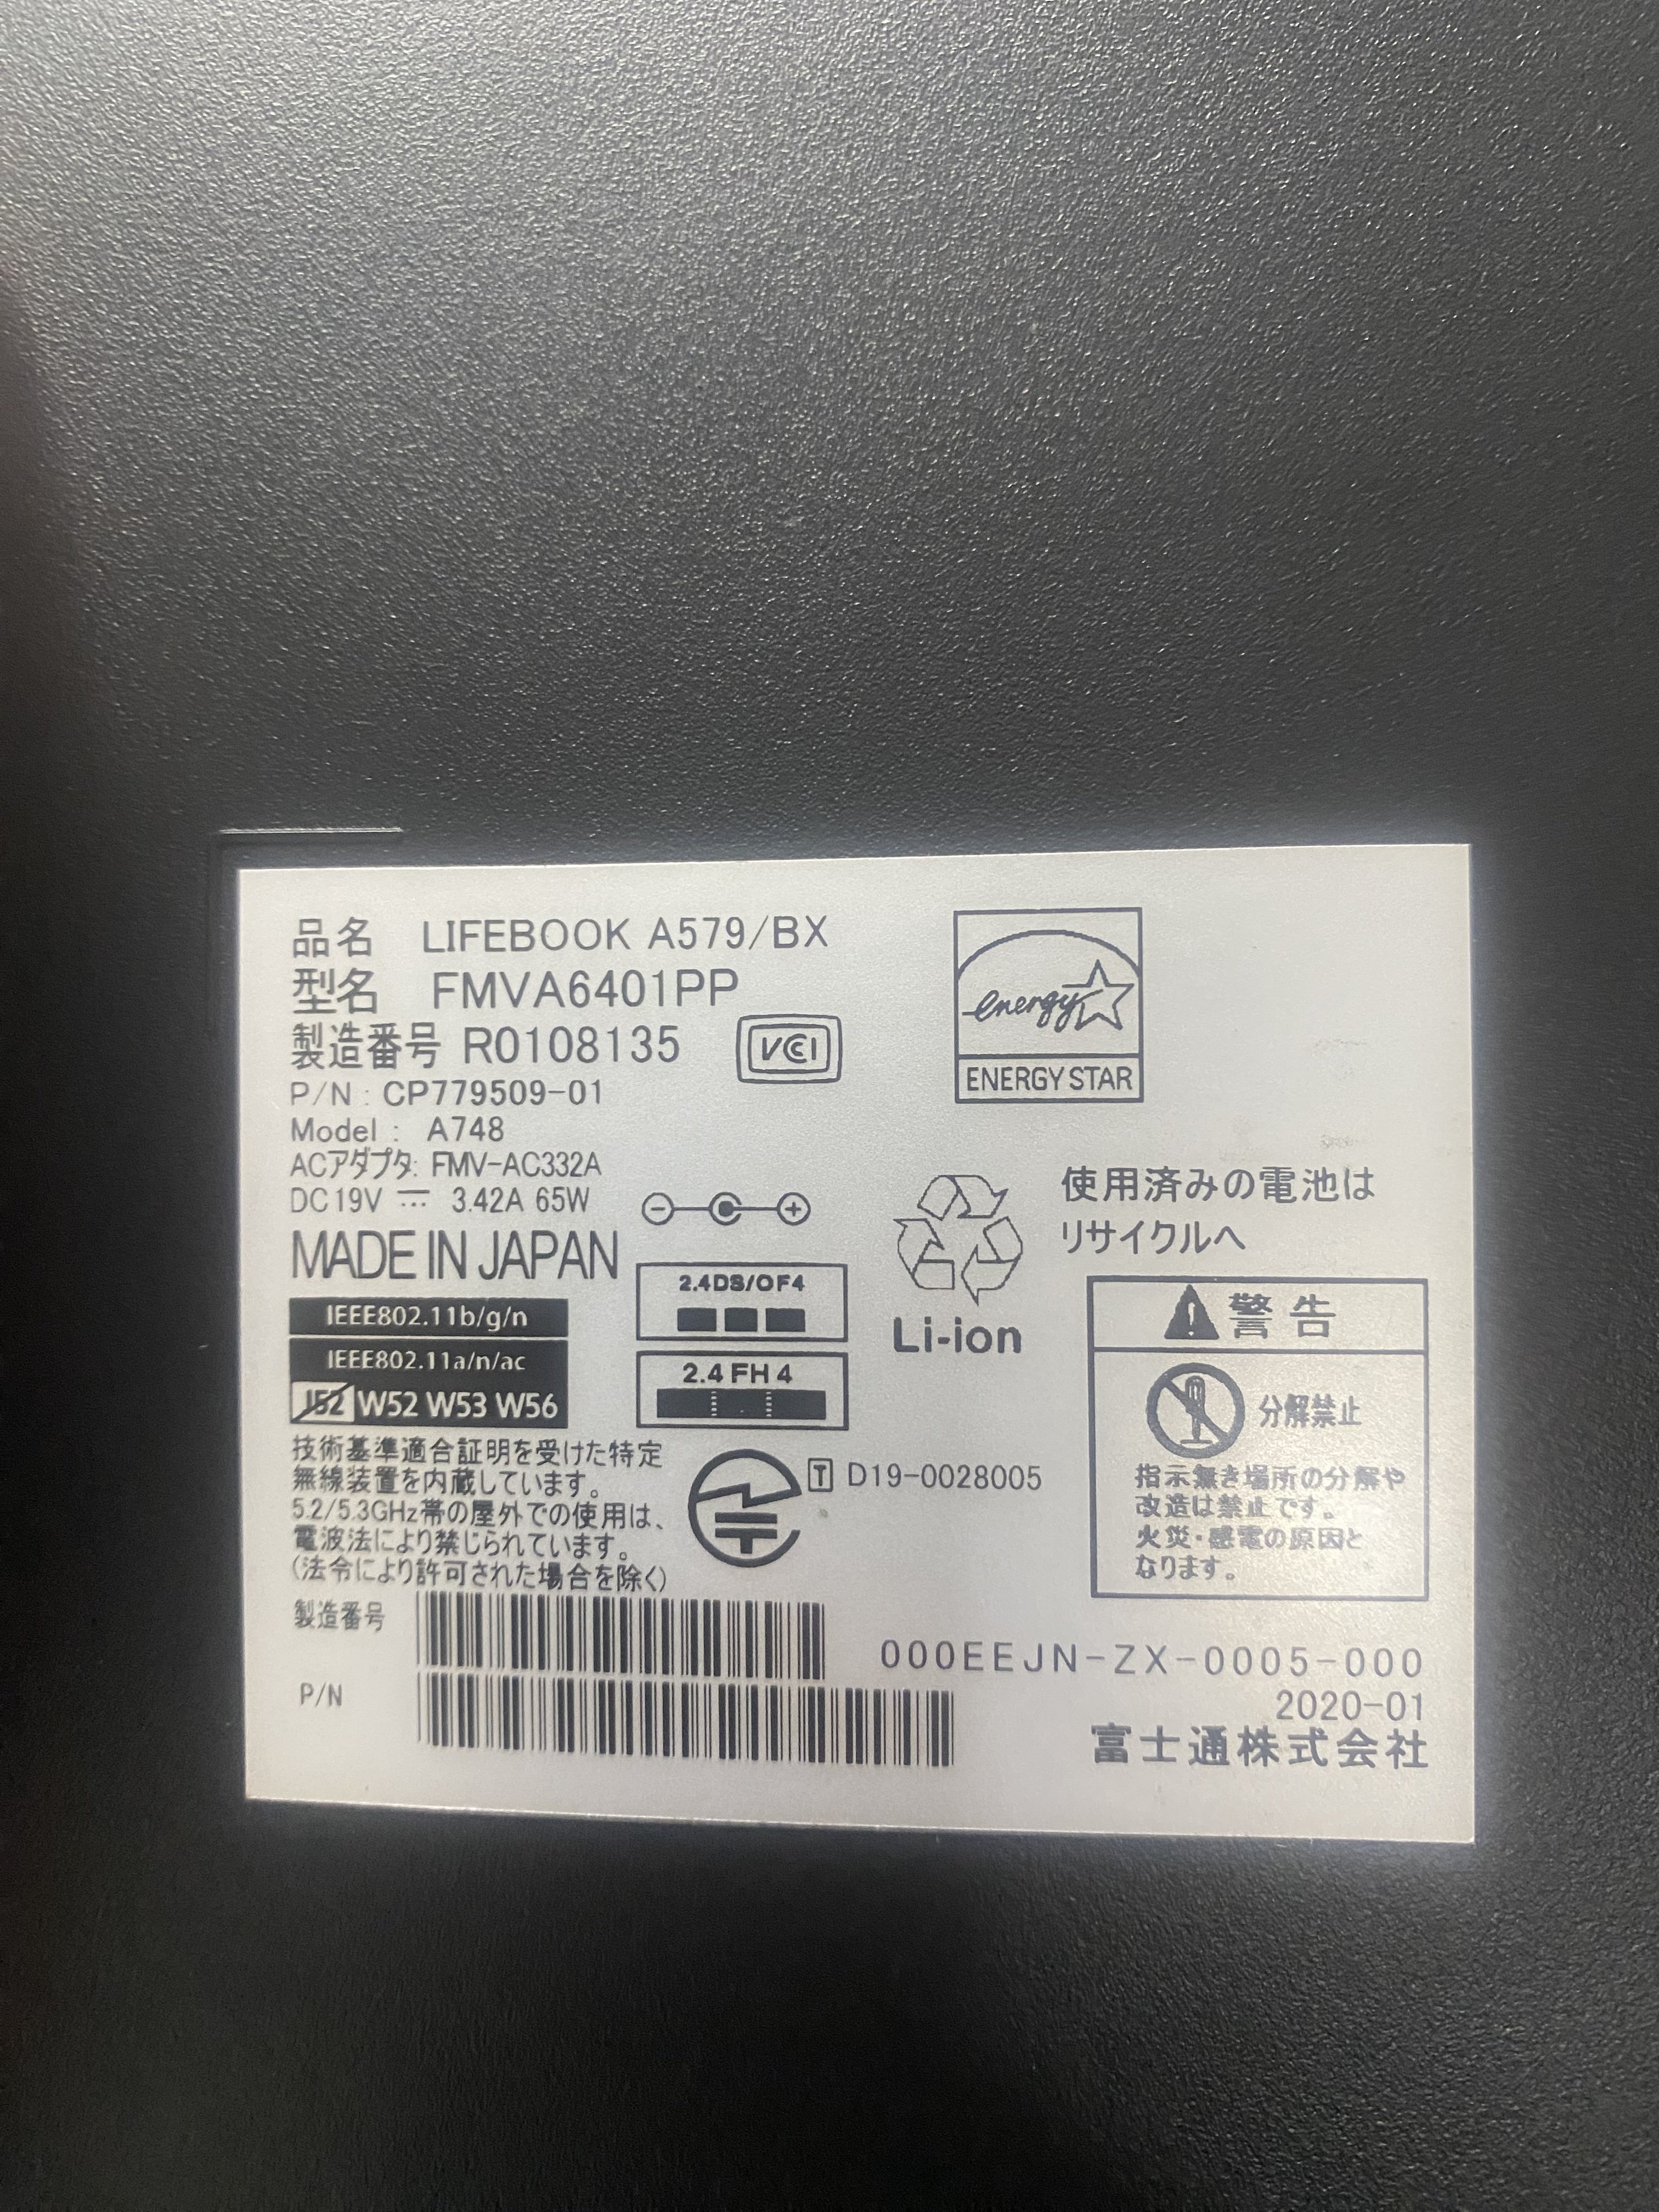 品名 LIFEBOOK A579/BX
型名 FMVA6401PP
製造番号 R0108135
VCCI
P/N : CP779509-01
Model : A748
ACアダプタ: FMV-AC332A
DC19V ⎓ 3.42A 65W
MADE IN JAPAN
energy
ENERGY STAR
IEEE802.11b/g/n
IEEE802.11a/n/ac
J52 W52 W53 W56
2.4DS/OF4
2.4FH4
Li-ion
使用済みの電池は
リサイクルへ
警告
分解禁止
指示無き場所の分解や
改造は禁止です。
火災・感電の原因と
なります。
技術基準適合証明を受けた特定
無線装置を内蔵しています。
5.2/5.3GHz帯の屋外での使用は、
電波法により禁じられています。
(法令により許可された場合を除く)
T D19-0028005
製造番号
P/N
000EEJN-ZX-0005-000
2020-01
富士通株式会社